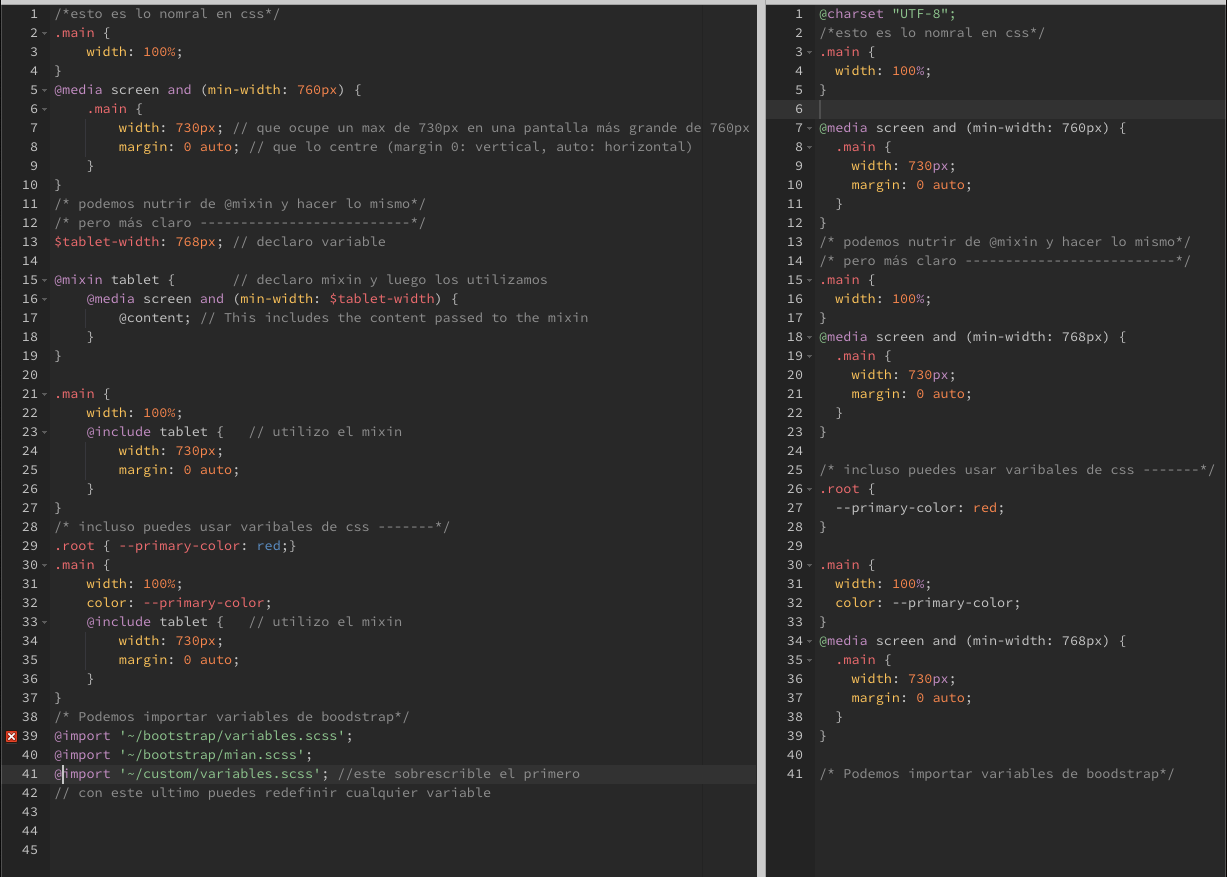 1 /*esto es lo nomral en css*/
2 .main {
3     width: 100%;
4 }
5 @media screen and (min-width: 760px) {
6     .main {
7         width: 730px; // que ocupe un max de 730px en una pantalla más grande de 760px
8         margin: 0 auto; // que lo centre (margin 0: vertical, auto: horizontal)
9     }
10 }
11 /* podemos nutrir de @mixin y hacer lo mismo*/
12 /* pero más claro --------------------------*/
13 $tablet-width: 768px; // declaro variable
14
15 @mixin tablet {       // declaro mixin y luego los utilizamos
16     @media screen and (min-width: $tablet-width) {
17         @content; // This includes the content passed to the mixin
18     }
19 }
20
21 .main {
22     width: 100%;
23     @include tablet {   // utilizo el mixin
24         width: 730px;
25         margin: 0 auto;
26     }
27 }
28 /* incluso puedes usar varibales de css -------*/
29 .root { --primary-color: red;}
30 .main {
31     width: 100%;
32     color: --primary-color;
33     @include tablet {   // utilizo el mixin
34         width: 730px;
35         margin: 0 auto;
36     }
37 }
38 /* Podemos importar variables de boodstrap*/
39 @import '~/bootstrap/variables.scss';
40 @import '~/bootstrap/mian.scss';
41 @import '~/custom/variables.scss'; //este sobrescrible el primero
42 // con este ultimo puedes redefinir cualquier variable
43
44
45
1 @charset "UTF-8";
2 /*esto es lo nomral en css*/
3 .main {
4   width: 100%;
5 }
6
7 @media screen and (min-width: 760px) {
8   .main {
9     width: 730px;
10     margin: 0 auto;
11   }
12 }
13 /* podemos nutrir de @mixin y hacer lo mismo*/
14 /* pero más claro --------------------------*/
15 .main {
16   width: 100%;
17 }
18 @media screen and (min-width: 768px) {
19   .main {
20     width: 730px;
21     margin: 0 auto;
22   }
23 }
24
25 /* incluso puedes usar varibales de css -------*/
26 .root {
27   --primary-color: red;
28 }
29
30 .main {
31   width: 100%;
32   color: --primary-color;
33 }
34 @media screen and (min-width: 768px) {
35   .main {
36     width: 730px;
37     margin: 0 auto;
38   }
39 }
40
41 /* Podemos importar variables de boodstrap*/